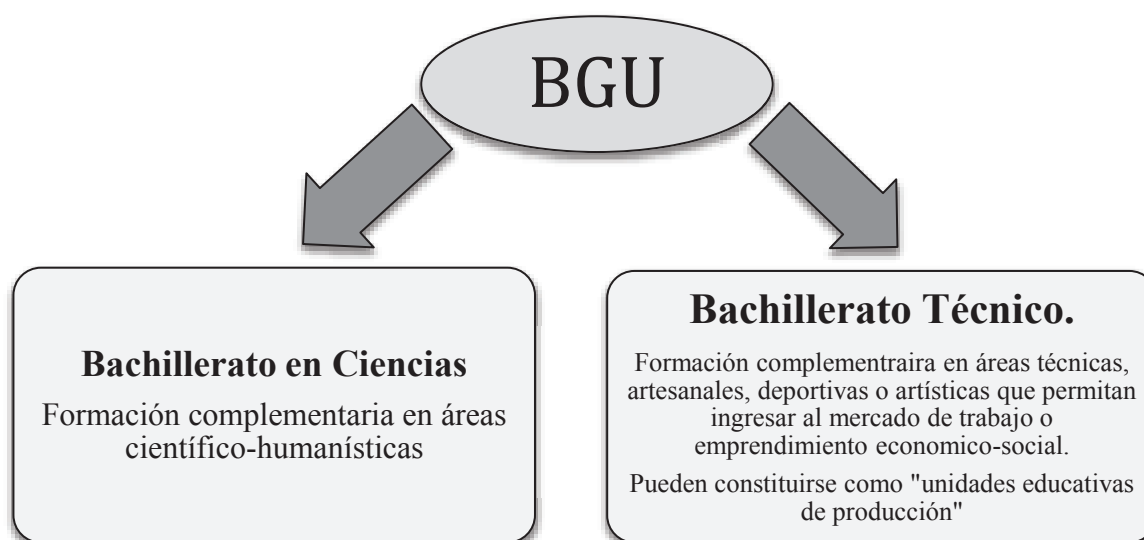 BGU
Bachillerato en Ciencias
Formación complementaria en áreas
científico-humanísticas
Bachillerato Técnico.
Formación complementraira en áreas técnicas,
artesanales, deportivas o artísticas que permitan
ingresar al mercado de trabajo o
emprendimiento economico-social.
Pueden constituirse como "unidades educativas
de producción"